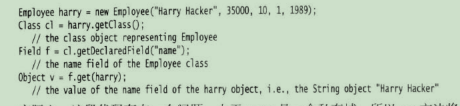 Employee harry = new Employee("Harry Hacker", 35000, 10, 1, 1989);
Class cl = harry.getClass();
// the class object representing Employee
Field f = cl.getDeclaredField("name");
// the name field of the Employee class
Object v = f.get(harry);
// the value of the name field of the harry object, i.e., the String object "Harry Hacker"